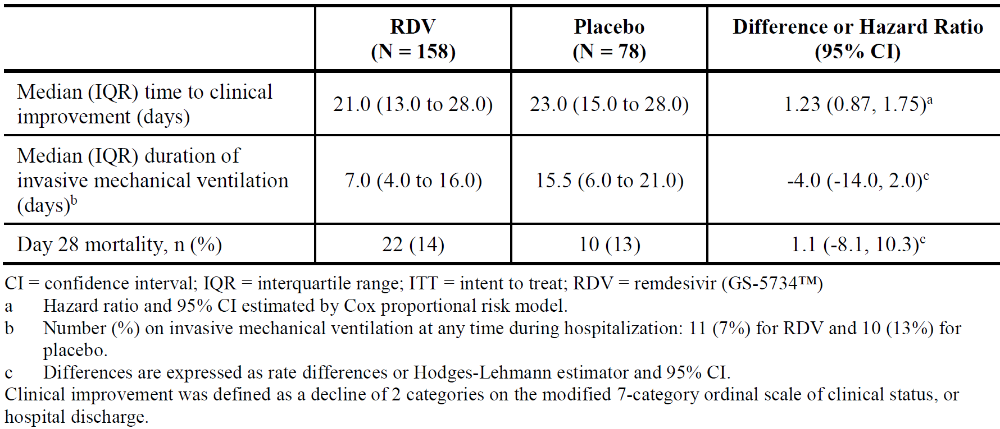 RDV
(N = 158)
Placebo
(N = 78)
Difference or Hazard Ratio
(95% CI)
Median (IQR) time to clinical
improvement (days)
21.0 (13.0 to 28.0)
23.0 (15.0 to 28.0)
1.23 (0.87, 1.75)a
Median (IQR) duration of
invasive mechanical ventilation
(days)b
7.0 (4.0 to 16.0)
15.5 (6.0 to 21.0)
-4.0 (-14.0, 2.0)c
Day 28 mortality, n (%)
22 (14)
10 (13)
1.1 (-8.1, 10.3)c
CI = confidence interval; IQR = interquartile range; ITT = intent to treat; RDV = remdesivir (GS-5734™)
a Hazard ratio and 95% CI estimated by Cox proportional risk model.
b Number (%) on invasive mechanical ventilation at any time during hospitalization: 11 (7%) for RDV and 10 (13%) for
placebo.
c Differences are expressed as rate differences or Hodges-Lehmann estimator and 95% CI.
Clinical improvement was defined as a decline of 2 categories on the modified 7-category ordinal scale of clinical status, or
hospital discharge.